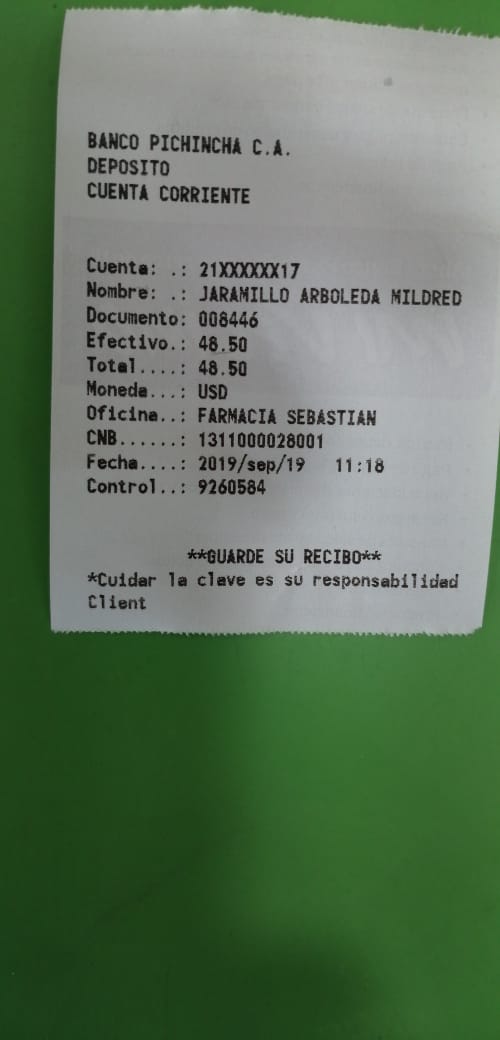 BANCO PICHINCHA C.A.
DEPOSITO
CUENTA CORRIENTE
Cuenta: .: 21XXXXXX17
Nombre: .: JARAMILLO ARBOLEDA MILDRED
Documento: 008446
Efectivo.: 48.50
Total....: 48.50
Moneda...: USD
Oficina..: FARMACIA SEBASTIAN
CNB......: 1311000028001
Fecha....: 2019/sep/19 11:18
Control..: 9260584
**GUARDE SU RECIBO**
*Cuidar la clave es su responsabilidad
Client